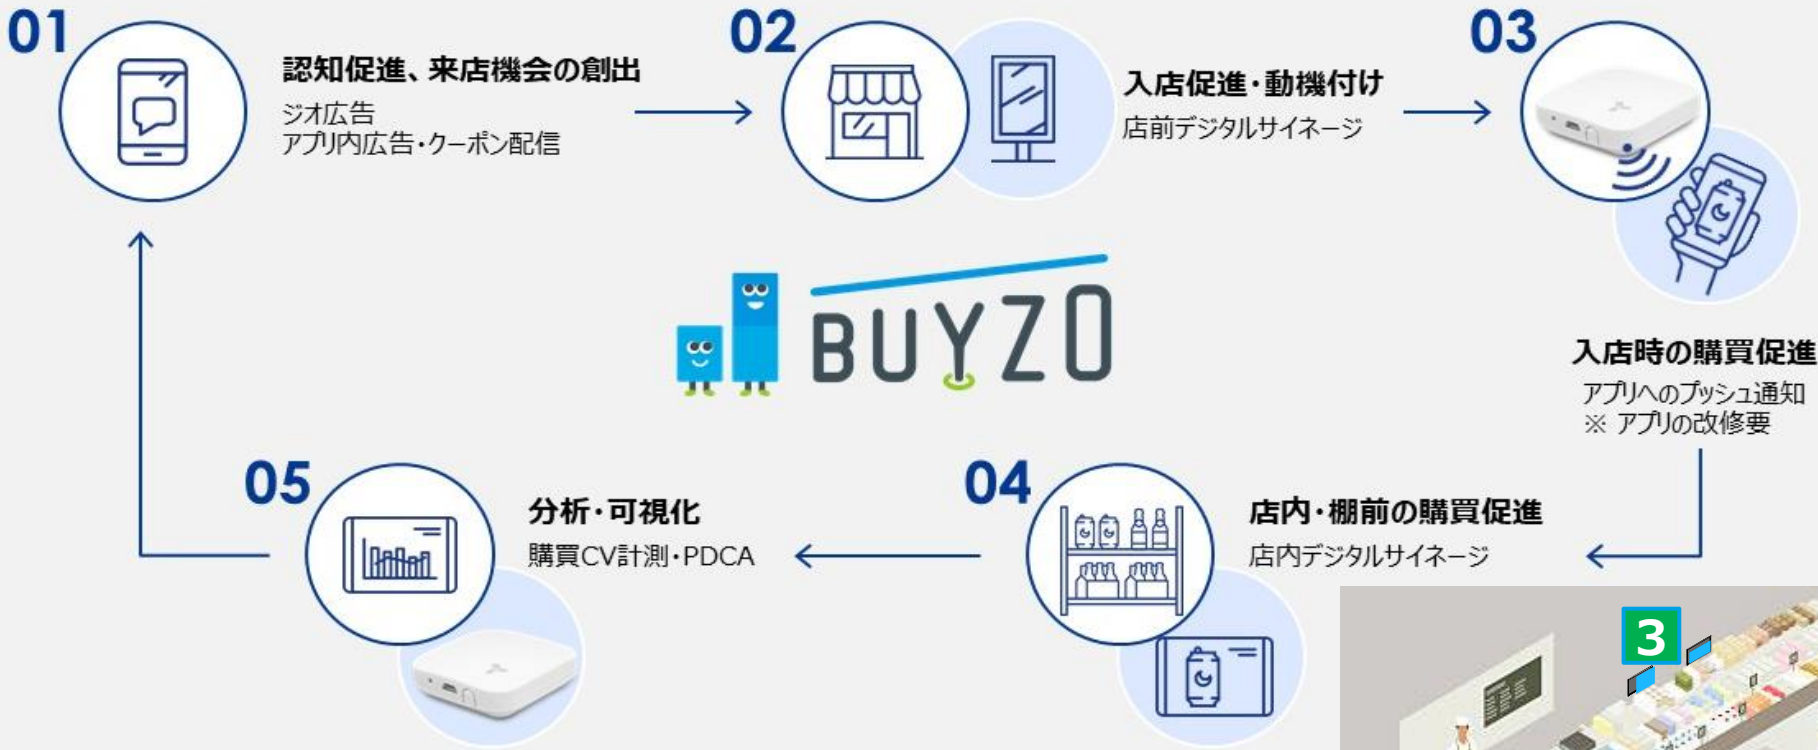 01
認知促進、来店機会の創出
ジオ広告
アプリ内広告・クーポン配信
02
入店促進・動機付け
店前デジタルサイネージ
03
入店時の購買促進
アプリへのプッシュ通知
※ アプリの改修要
BUYZO
04
店内・棚前の購買促進
店内デジタルサイネージ
05
分析・可視化
購買CV計測・PDCA
3